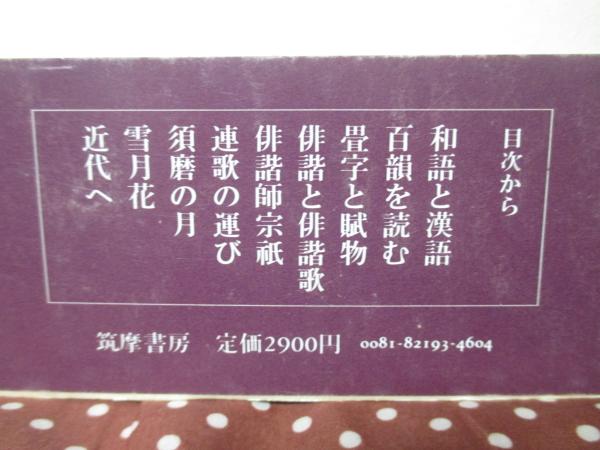 目次から
和語と漢語
百韻を読む
畳字と賦物
俳諧と俳諧歌
俳諧師宗祇
連歌の運び
須磨の月
雪月花
近代へ
筑摩書房 定価2900円 0081-82193-4604